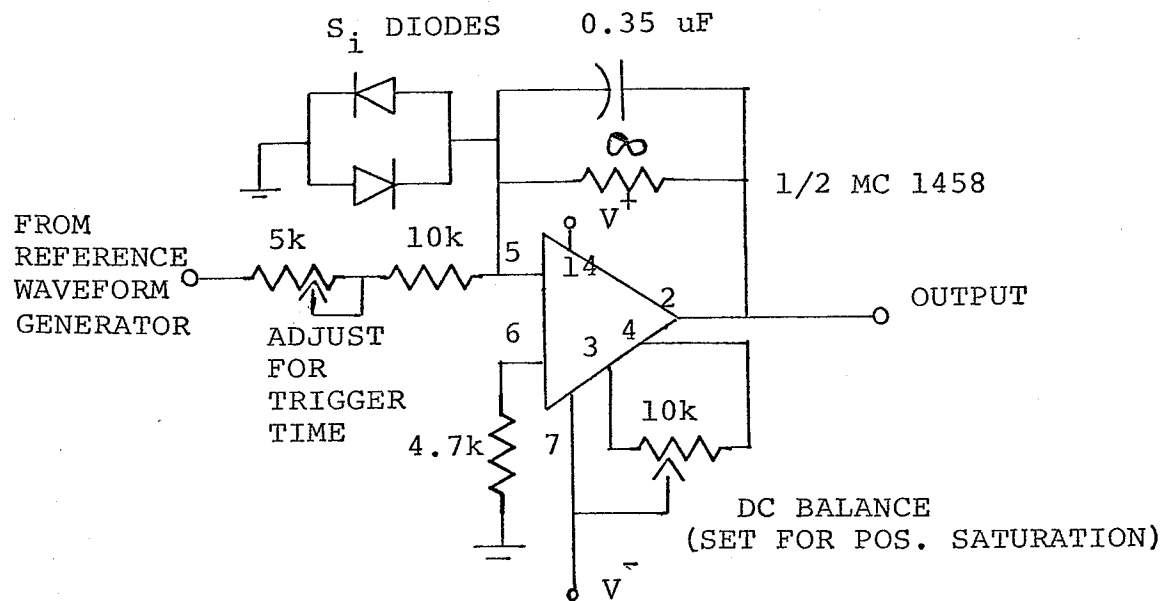 Si DIODES
0.35 uF
∞
1/2 MC 1458
V+
FROM
REFERENCE
WAVEFORM
GENERATOR
5k
10k
5
14
2
OUTPUT
ADJUST
FOR
TRIGGER
TIME
6
3
4
10k
4.7k
7
DC BALANCE
(SET FOR POS. SATURATION)
V-